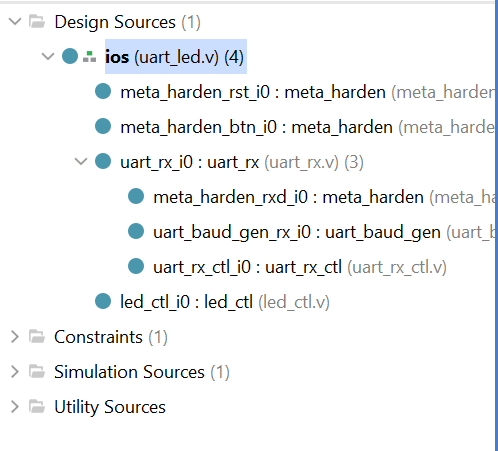 Design Sources (1)
ios (uart_led.v) (4)
meta_harden_rst_i0 : meta_harden (meta_harden
meta_harden_btn_i0 : meta_harden (meta_harde
uart_rx_i0 : uart_rx (uart_rx.v) (3)
meta_harden_rxd_i0 : meta_harden (meta_ha
uart_baud_gen_rx_i0 : uart_baud_gen (uart_b
uart_rx_ctl_i0 : uart_rx_ctl (uart_rx_ctl.v)
led_ctl_i0 : led_ctl (led_ctl.v)
Constraints (1)
Simulation Sources (1)
Utility Sources